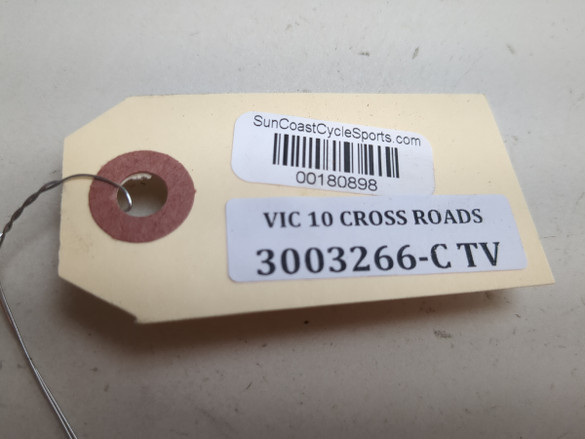 SunCoastCycleSports.com
00180898
VIC 10 CROSS ROADS
3003266-C TV